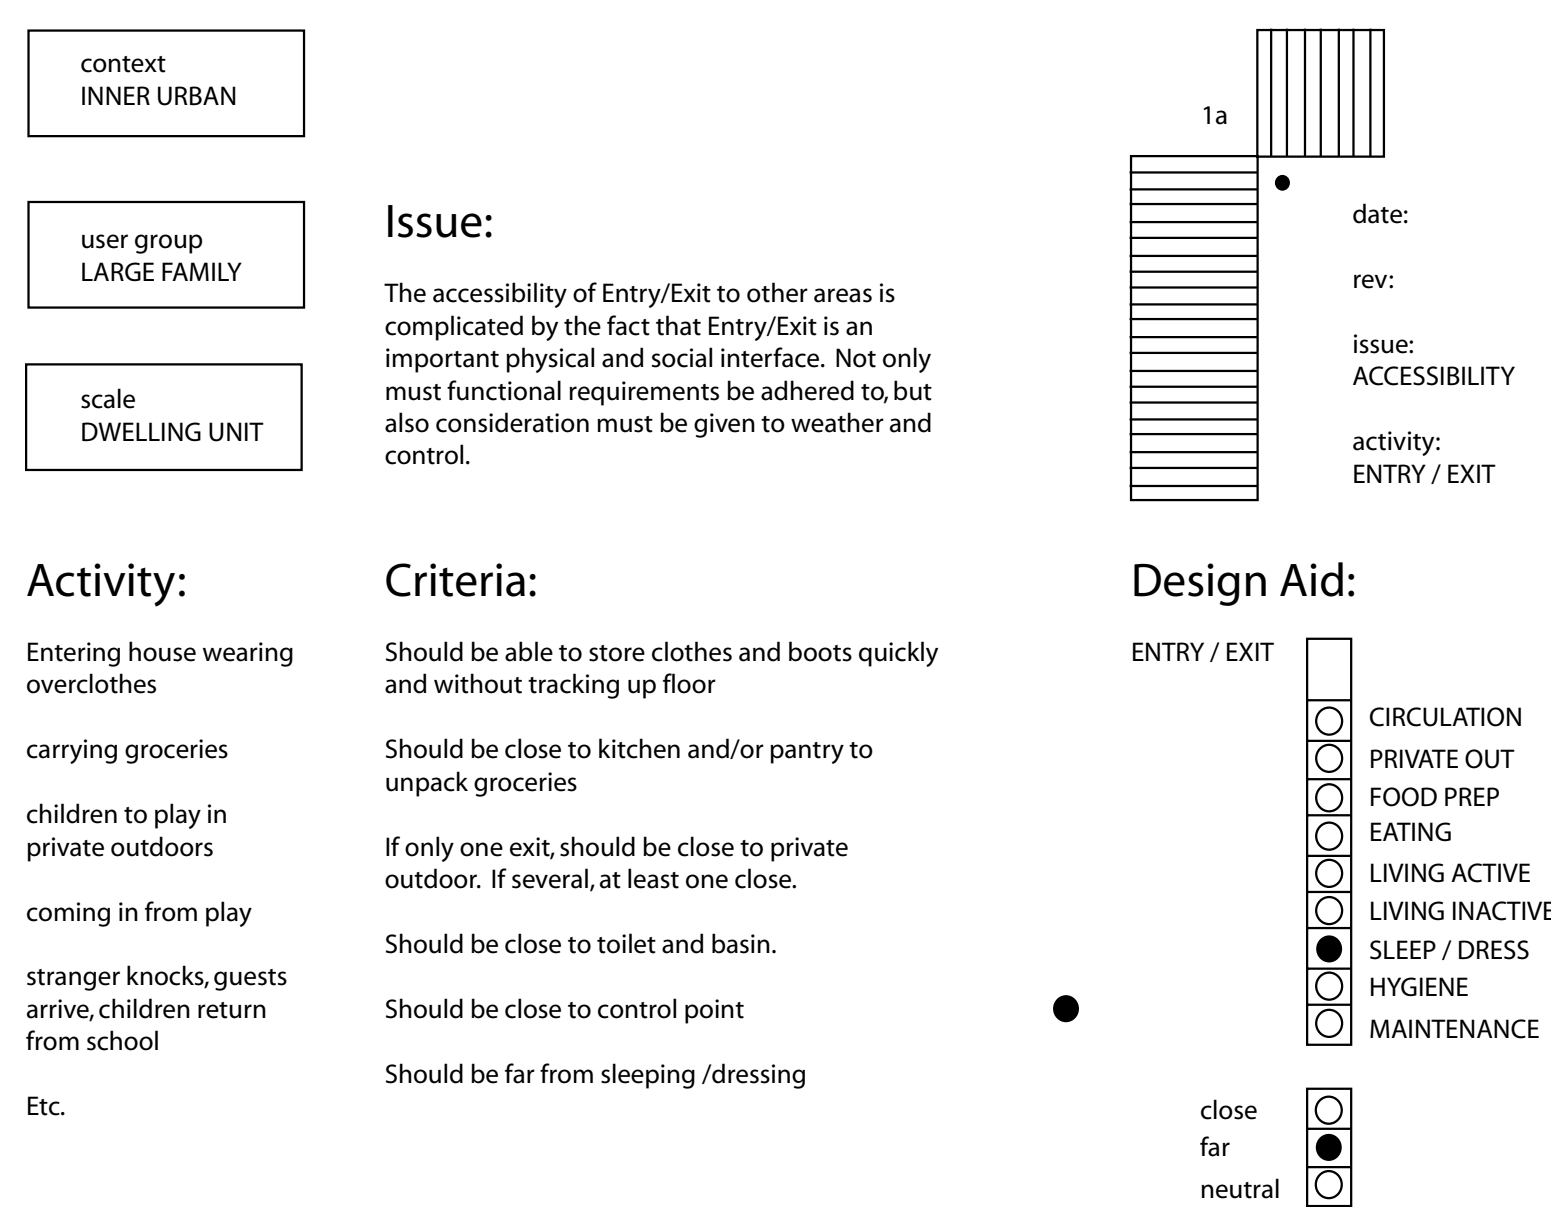 context
INNER URBAN
user group
LARGE FAMILY
scale
DWELLING UNIT
Issue:
The accessibility of Entry/Exit to other areas is
complicated by the fact that Entry/Exit is an
important physical and social interface. Not only
must functional requirements be adhered to, but
also consideration must be given to weather and
control.
1a
date:
rev:
issue:
ACCESSIBILITY
activity:
ENTRY / EXIT
Activity:
Entering house wearing
overclothes
carrying groceries
children to play in
private outdoors
coming in from play
stranger knocks, guests
arrive, children return
from school
Etc.
Criteria:
Should be able to store clothes and boots quickly
and without tracking up floor
Should be close to kitchen and/or pantry to
unpack groceries
If only one exit, should be close to private
outdoor. If several, at least one close.
Should be close to toilet and basin.
Should be close to control point
Should be far from sleeping /dressing
Design Aid:
ENTRY / EXIT
CIRCULATION
PRIVATE OUT
FOOD PREP
EATING
LIVING ACTIVE
LIVING INACTIVE
SLEEP / DRESS
HYGIENE
MAINTENANCE
close
far
neutral